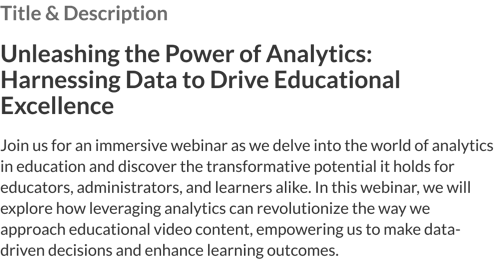 Title & Description
Unleashing the Power of Analytics:
Harnessing Data to Drive Educational
Excellence
Join us for an immersive webinar as we delve into the world of analytics
in education and discover the transformative potential it holds for
educators, administrators, and learners alike. In this webinar, we will
explore how leveraging analytics can revolutionize the way we
approach educational video content, empowering us to make data-
driven decisions and enhance learning outcomes.